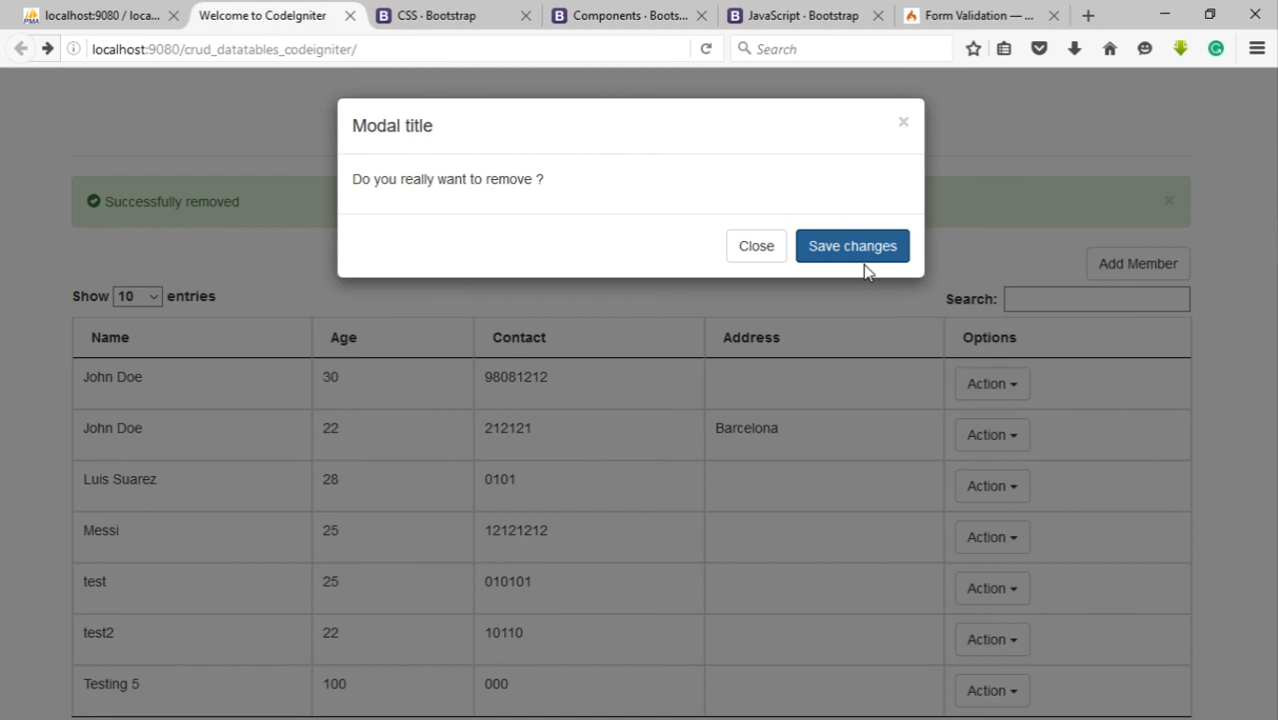 localhost:9080 / loca...
Welcome to CodeIgniter
CSS · Bootstrap
Components · Boots...
JavaScript · Bootstrap
Form Validation — ...
localhost:9080/crud_datatables_codeigniter/
Search
Modal title
Do you really want to remove ?
Successfully removed
Close
Save changes
Add Member
Show 10 entries
Search:
Name Age Contact Address Options
John Doe 30 98081212 Action
John Doe 22 212121 Barcelona Action
Luis Suarez 28 0101 Action
Messi 25 12121212 Action
test 25 010101 Action
test2 22 10110 Action
Testing 5 100 000 Action